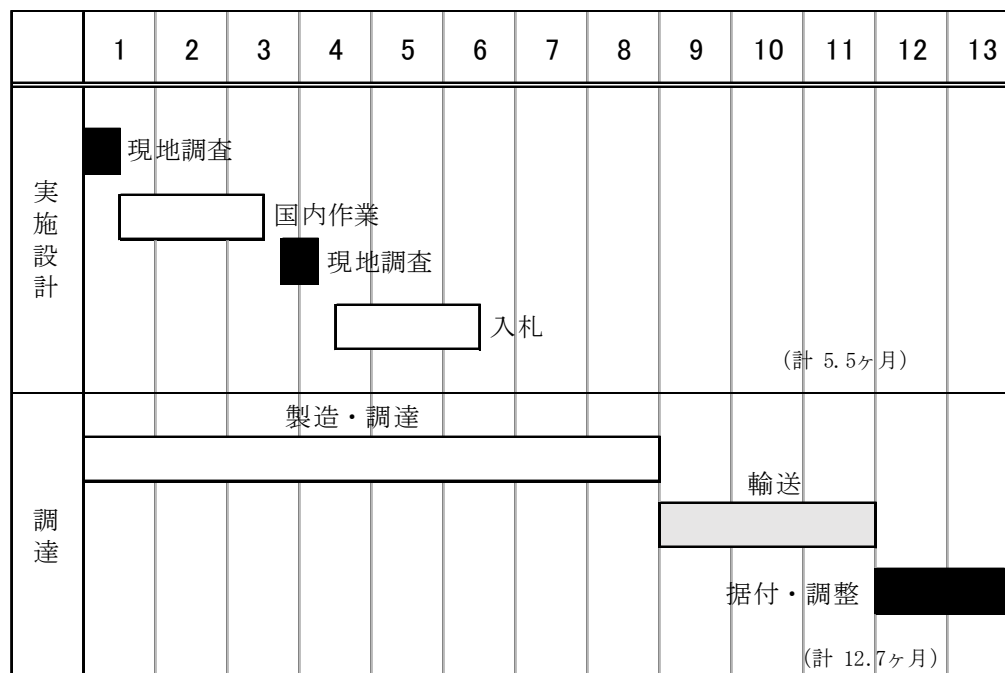 1 2 3 4 5 6 7 8 9 10 11 12 13
実施設計
現地調査
国内作業
現地調査
入札
(計 5.5ヶ月)
調達
製造・調達
輸送
据付・調整
(計 12.7ヶ月)